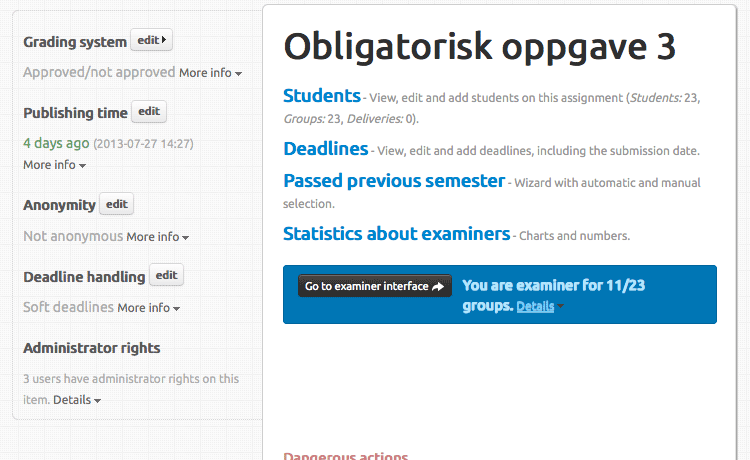 Grading system edit
Approved/not approved More info
Publishing time edit
4 days ago (2013-07-27 14:27)
More info
Anonymity edit
Not anonymous More info
Deadline handling edit
Soft deadlines More info
Administrator rights
3 users have administrator rights on this
item. Details
Obligatorisk oppgave 3
Students - View, edit and add students on this assignment (Students: 23,
Groups: 23, Deliveries: 0).
Deadlines - View, edit and add deadlines, including the submission date.
Passed previous semester - Wizard with automatic and manual
selection.
Statistics about examiners - Charts and numbers.
Go to examiner interface
You are examiner for 11/23
groups. Details
Dangerous actions